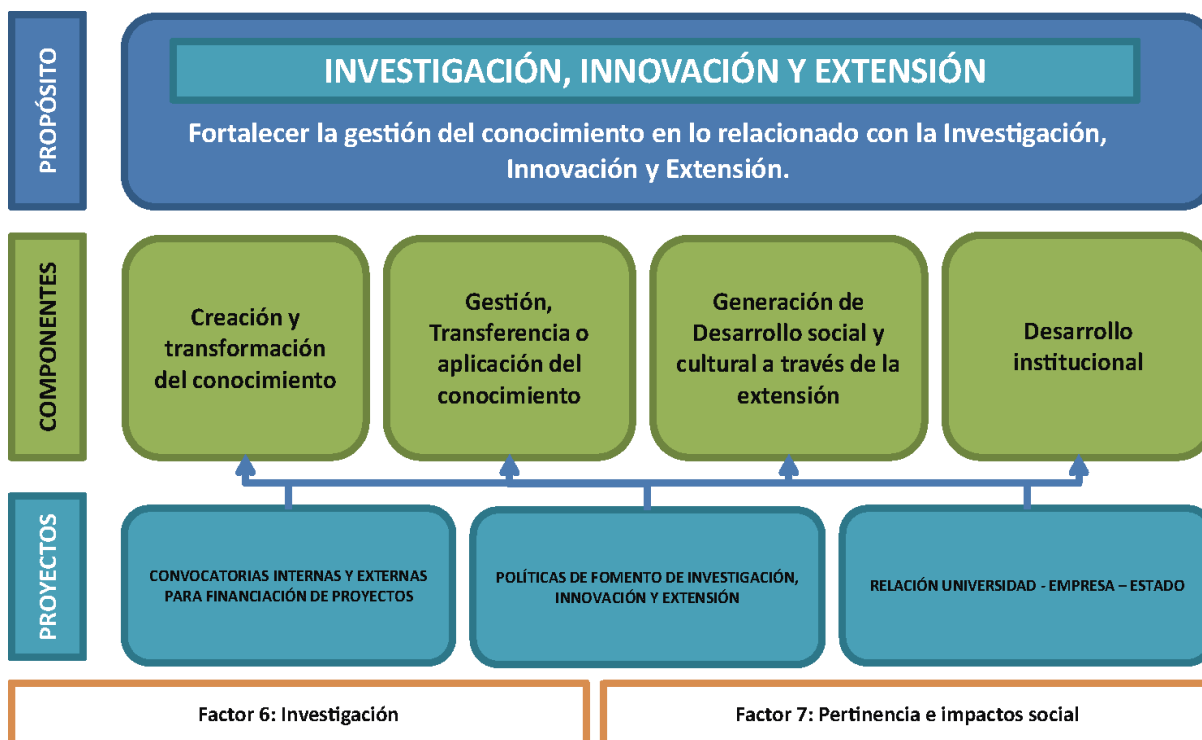 PROPÓSITO
INVESTIGACIÓN, INNOVACIÓN Y EXTENSIÓN
Fortalecer la gestión del conocimiento en lo relacionado con la Investigación,
Innovación y Extensión.
COMPONENTES
Creación y
transformación
del conocimiento
Gestión,
Transferencia o
aplicación del
conocimiento
Generación de
Desarrollo social y
cultural a través de la
extensión
Desarrollo
institucional
PROYECTOS
CONVOCATORIAS INTERNAS Y EXTERNAS
PARA FINANCIACIÓN DE PROYECTOS
POLÍTICAS DE FOMENTO DE INVESTIGACIÓN,
INNOVACIÓN Y EXTENSIÓN
RELACIÓN UNIVERSIDAD - EMPRESA – ESTADO
Factor 6: Investigación
Factor 7: Pertinencia e impactos social